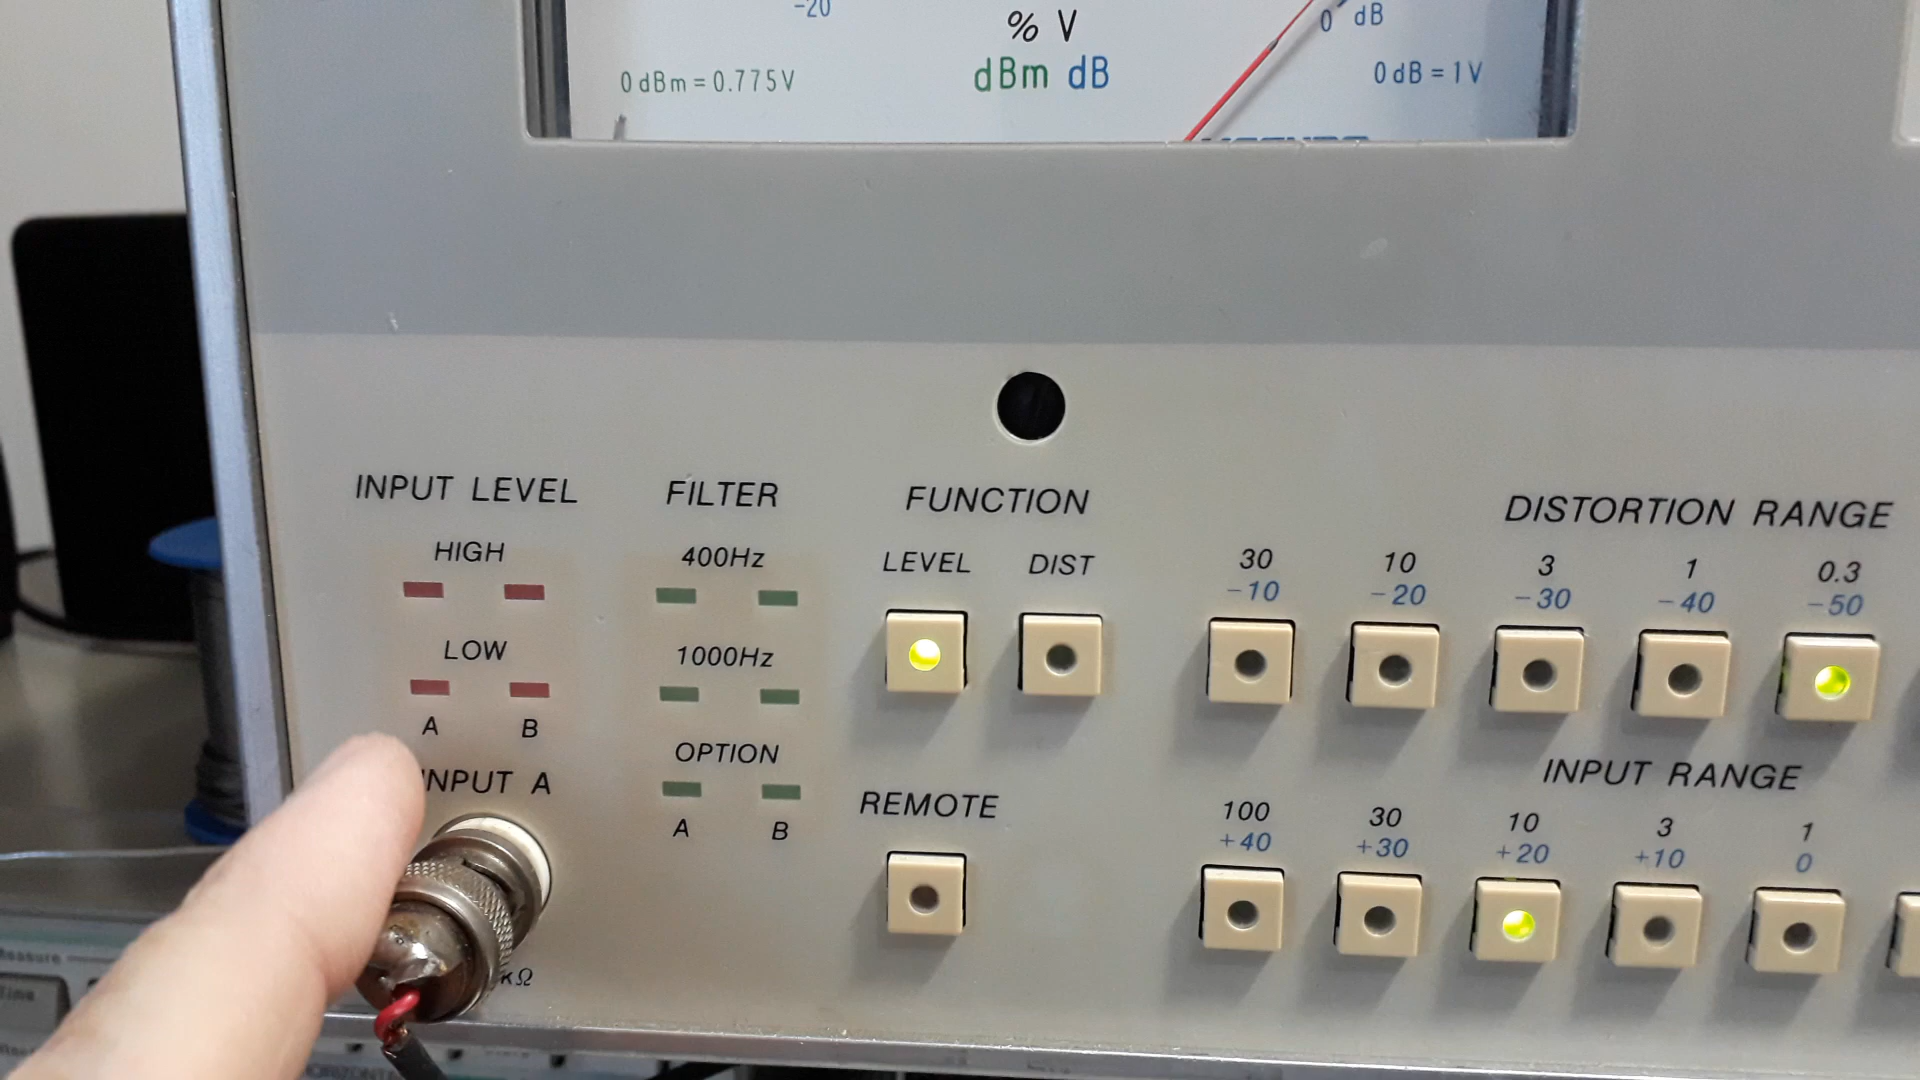 -20
0 dB
% V
0 dBm = 0.775V
dBm dB
0 dB = 1V
INPUT LEVEL
HIGH
LOW
A B
INPUT A
kΩ
FILTER
400Hz
1000Hz
OPTION
A B
FUNCTION
LEVEL DIST
REMOTE
DISTORTION RANGE
30 10 3 1 0.3
-10 -20 -30 -40 -50
INPUT RANGE
100 30 10 3 1
+40 +30 +20 +10 0